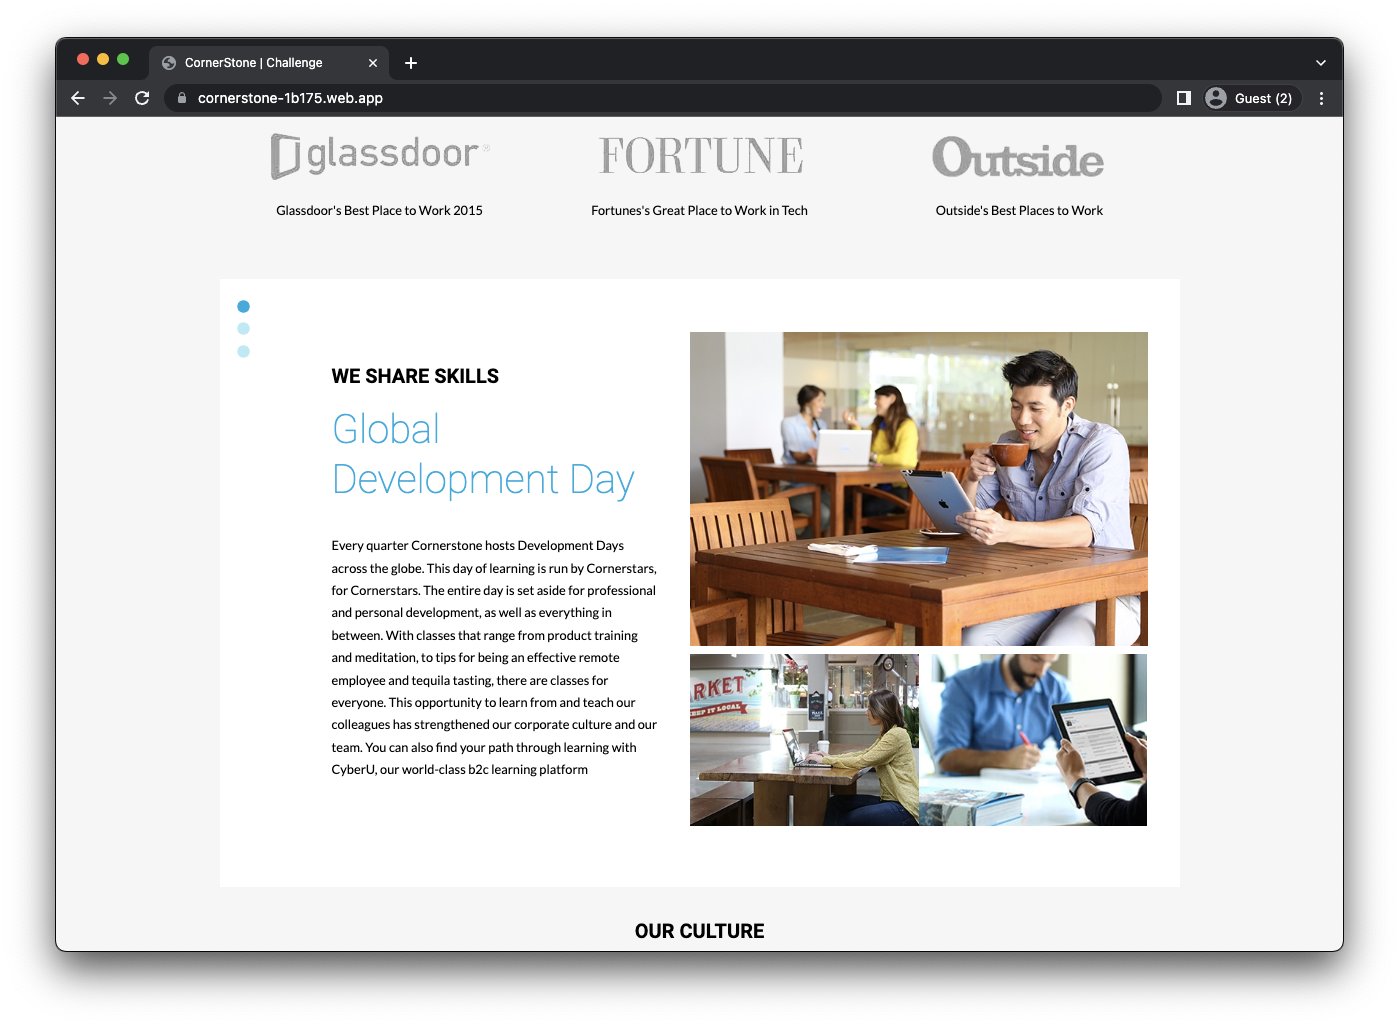 CornerStone | Challenge
cornerstone-1b175.web.app
Guest (2)
glassdoor®
FORTUNE
Outside
Glassdoor's Best Place to Work 2015
Fortunes's Great Place to Work in Tech
Outside's Best Places to Work
WE SHARE SKILLS
Global
Development Day
Every quarter Cornerstone hosts Development Days
across the globe. This day of learning is run by Cornerstars,
for Cornerstars. The entire day is set aside for professional
and personal development, as well as everything in
between. With classes that range from product training
and meditation, to tips for being an effective remote
employee and tequila tasting, there are classes for
everyone. This opportunity to learn from and teach our
colleagues has strengthened our corporate culture and our
team. You can also find your path through learning with
CyberU, our world-class b2c learning platform
RKET
KEEP IT LOCAL
OUR CULTURE